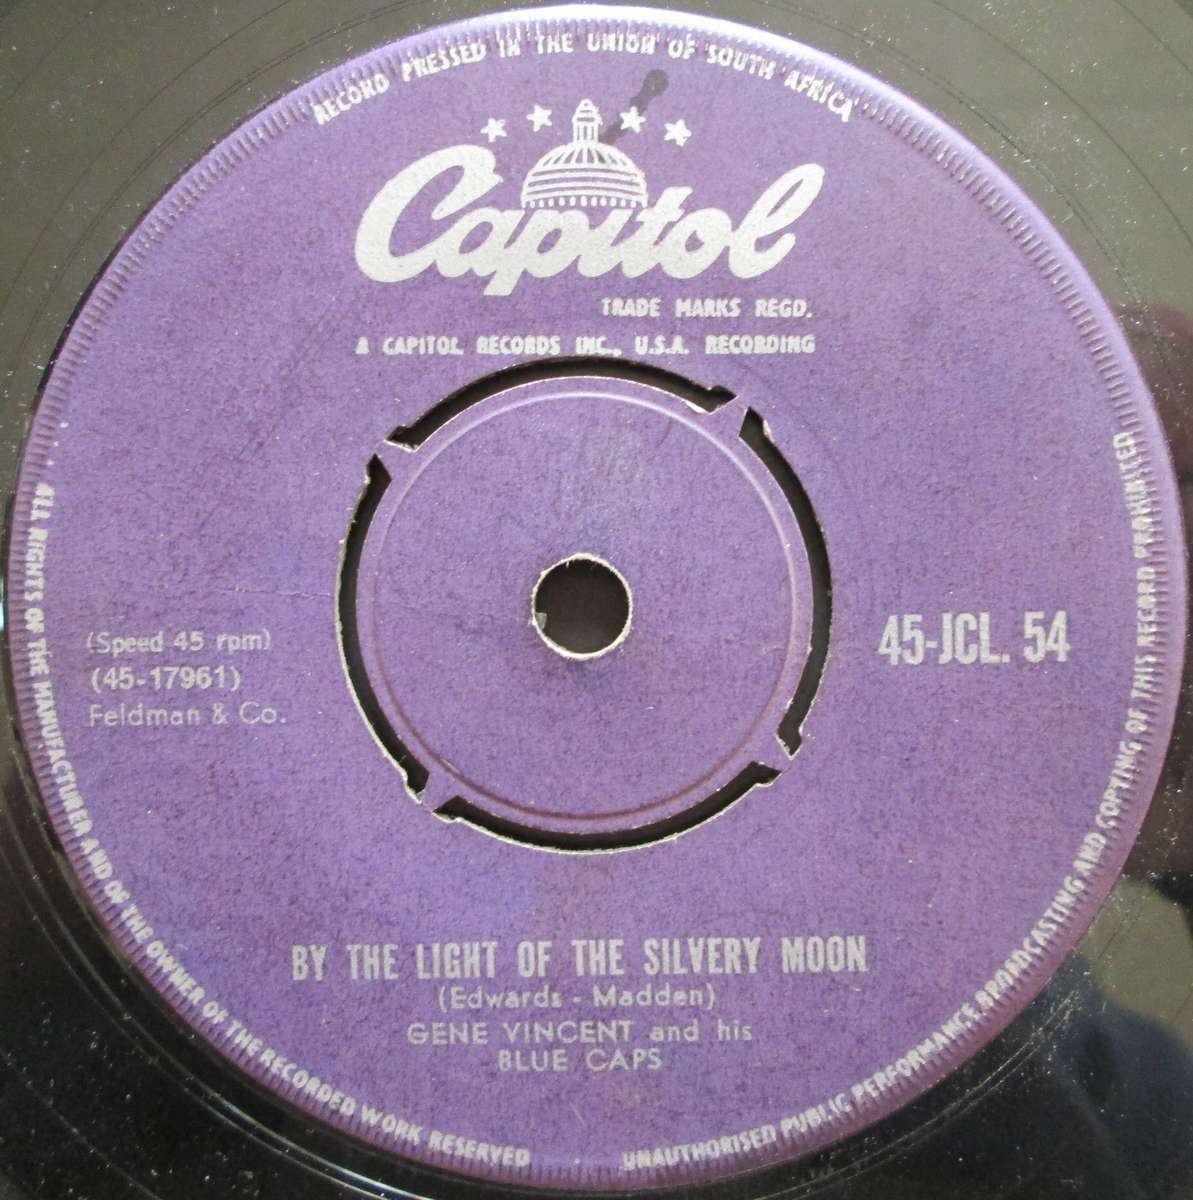 RECORD PRESSED IN THE UNION OF SOUTH AFRICA
Capitol
TRADE MARKS REGD.
A CAPITOL RECORDS INC., U.S.A. RECORDING
(Speed 45 rpm)
(45-17961)
Feldman & Co.
45-JCL. 54
BY THE LIGHT OF THE SILVERY MOON
(Edwards - Madden)
GENE VINCENT and his
BLUE CAPS
ALL RIGHTS OF THE MANUFACTURER AND OF THE OWNER OF THE RECORDED WORK RESERVED
UNAUTHORISED PUBLIC PERFORMANCE BROADCASTING AND COPYING OF THIS RECORD PROHIBITED